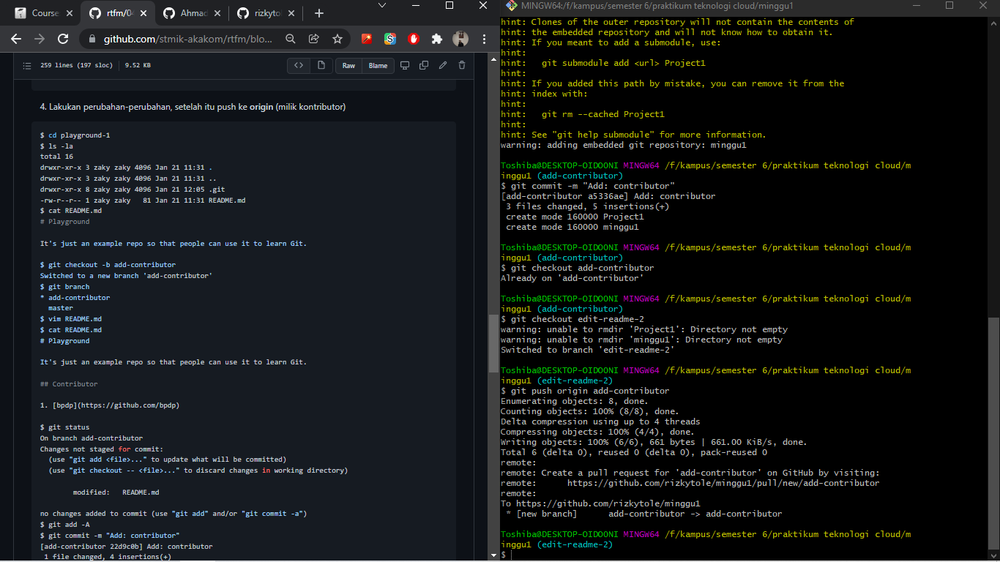 Course
rtfm/04
Ahmad
rizkytol
github.com/stmik-akakom/rtfm/blo...
259 lines (197 sloc)
9.52 KB
Raw
Blame
4. Lakukan perubahan-perubahan, setelah itu push ke origin (milik kontributor)
$ cd playground-1
$ ls -la
total 16
drwxr-xr-x 3 zaky zaky 4096 Jan 21 11:31 .
drwxr-xr-x 3 zaky zaky 4096 Jan 21 11:31 ..
drwxr-xr-x 8 zaky zaky 4096 Jan 21 12:05 .git
-rw-r--r-- 1 zaky zaky   81 Jan 21 11:31 README.md
$ cat README.md
# Playground
It's just an example repo so that people can use it to learn Git.
$ git checkout -b add-contributor
Switched to a new branch 'add-contributor'
$ git branch
* add-contributor
master
$ vim README.md
$ cat README.md
# Playground
It's just an example repo so that people can use it to learn Git.
## Contributor
1. [bpdp](https://github.com/bpdp)
$ git status
On branch add-contributor
Changes not staged for commit:
(use "git add <file>..." to update what will be committed)
(use "git checkout -- <file>..." to discard changes in working directory)
modified:   README.md
no changes added to commit (use "git add" and/or "git commit -a")
$ git add -A
$ git commit -m "Add: contributor"
[add-contributor 22d9c0b] Add: contributor
1 file changed, 4 insertions(+)
MINGW64:/f/kampus/semester 6/praktikum teknologi cloud/minggu1
hint: Clones of the outer repository will not contain the contents of
hint: the embedded repository and will not know how to obtain it.
hint: If you meant to add a submodule, use:
hint:
hint:   git submodule add <url> Project1
hint:
hint: If you added this path by mistake, you can remove it from the
hint: index with:
hint:
hint:   git rm --cached Project1
hint:
hint: See "git help submodule" for more information.
warning: adding embedded git repository: minggu1
Toshiba@DESKTOP-OIDOONI MINGW64 /f/kampus/semester 6/praktikum teknologi cloud/m
inggu1 (add-contributor)
$ git commit -m "Add: contributor"
[add-contributor a5336ae] Add: contributor
3 files changed, 5 insertions(+)
create mode 160000 Project1
create mode 160000 minggu1
Toshiba@DESKTOP-OIDOONI MINGW64 /f/kampus/semester 6/praktikum teknologi cloud/m
inggu1 (add-contributor)
$ git checkout add-contributor
Already on 'add-contributor'
Toshiba@DESKTOP-OIDOONI MINGW64 /f/kampus/semester 6/praktikum teknologi cloud/m
inggu1 (add-contributor)
$ git checkout edit-readme-2
warning: unable to rmdir 'Project1': Directory not empty
warning: unable to rmdir 'minggu1': Directory not empty
Switched to branch 'edit-readme-2'
Toshiba@DESKTOP-OIDOONI MINGW64 /f/kampus/semester 6/praktikum teknologi cloud/m
inggu1 (edit-readme-2)
$ git push origin add-contributor
Enumerating objects: 8, done.
Counting objects: 100% (8/8), done.
Delta compression using up to 4 threads
Compressing objects: 100% (4/4), done.
Writing objects: 100% (6/6), 661 bytes | 661.00 KiB/s, done.
Total 6 (delta 0), reused 0 (delta 0), pack-reused 0
remote:
remote: Create a pull request for 'add-contributor' on GitHub by visiting:
remote:      https://github.com/rizkytole/minggu1/pull/new/add-contributor
remote:
To https://github.com/rizkytole/minggu1
* [new branch]      add-contributor -> add-contributor
Toshiba@DESKTOP-OIDOONI MINGW64 /f/kampus/semester 6/praktikum teknologi cloud/m
inggu1 (edit-readme-2)
$